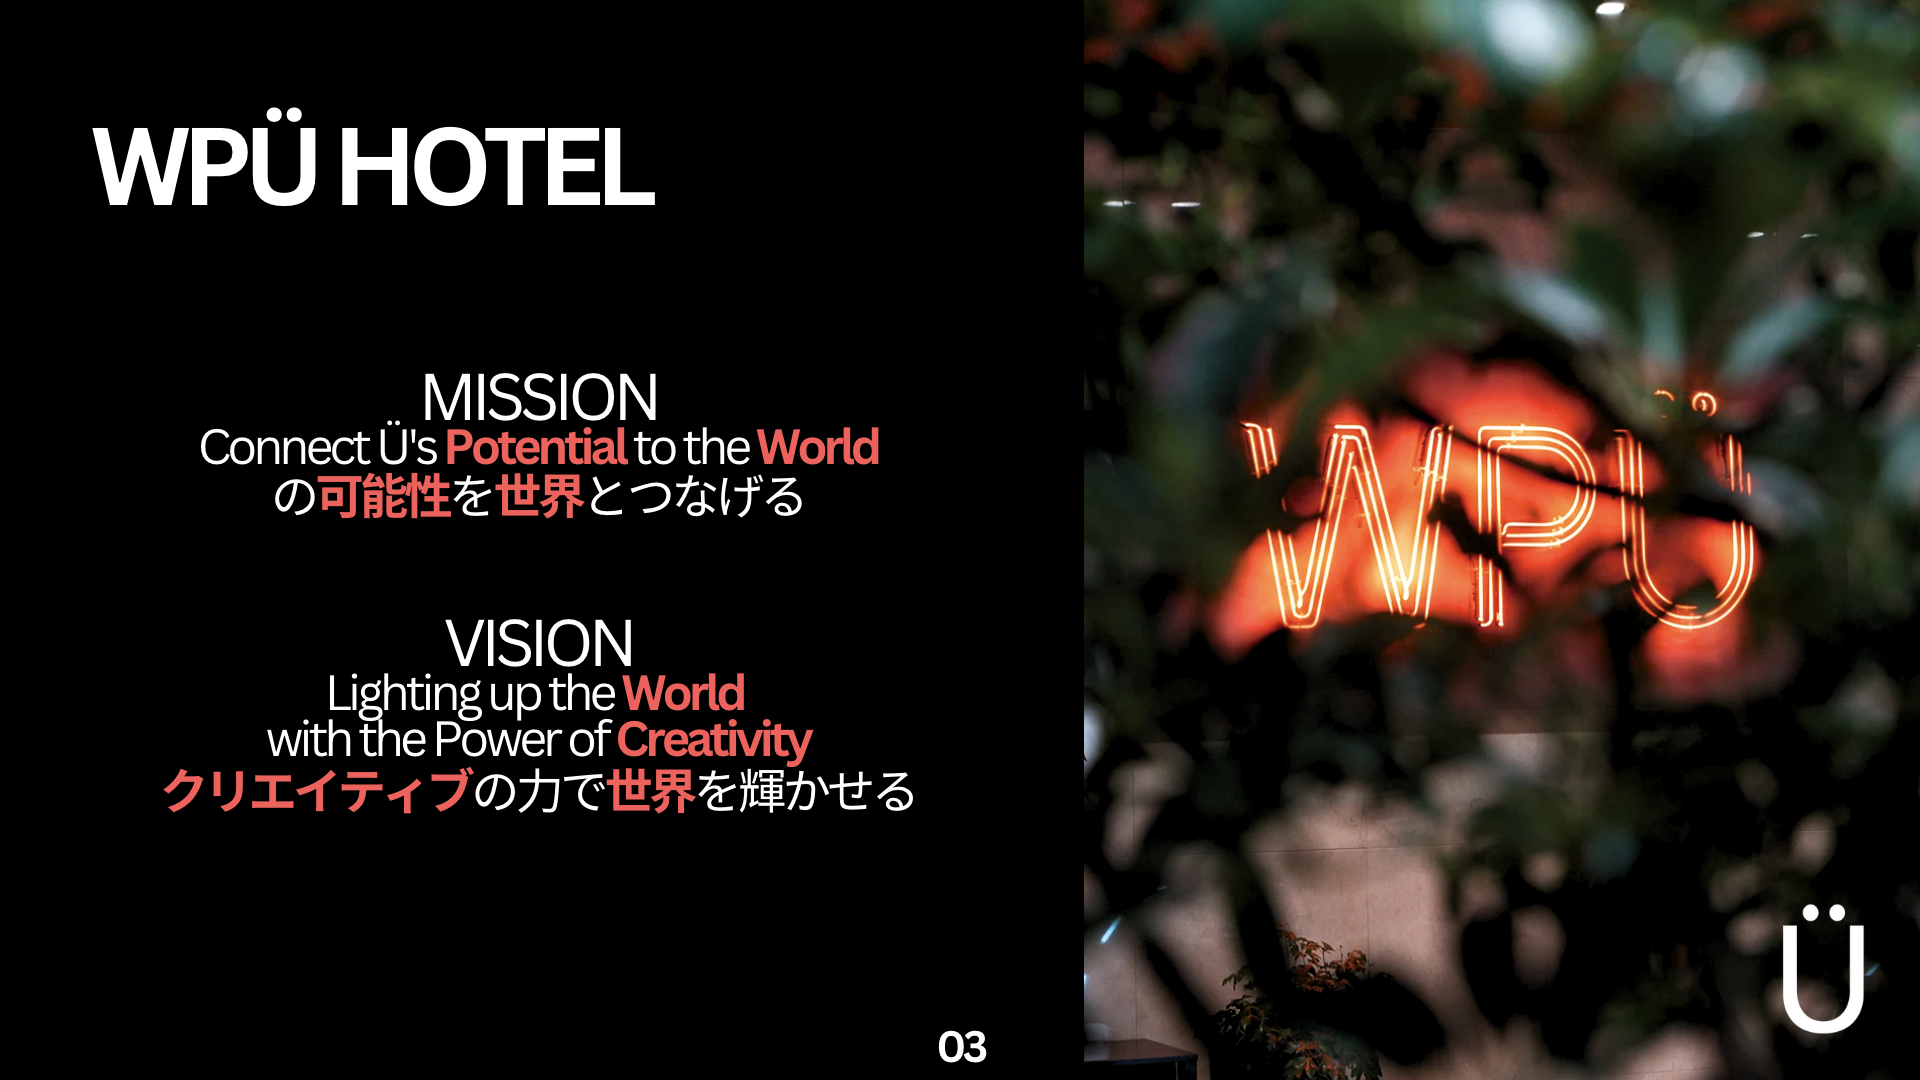 WPÜ HOTEL
MISSION
Connect Ü's Potential to the World
の可能性を世界とつなげる
VISION
Lighting up the World
with the Power of Creativity
クリエイティブの力で世界を輝かせる
03
WPÜ
Ü